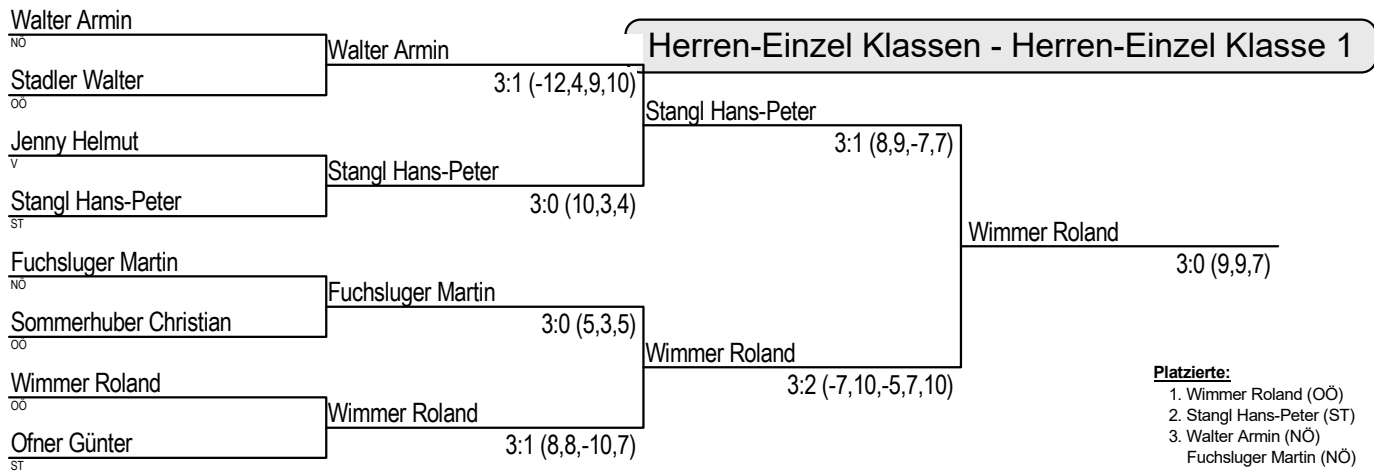 Herren-Einzel Klassen - Herren-Einzel Klasse 1
Walter Armin
NÖ
Stadler Walter
OÖ
Jenny Helmut
V
Stangl Hans-Peter
ST
Fuchsluger Martin
NÖ
Sommerhuber Christian
OÖ
Wimmer Roland
OÖ
Ofner Günter
ST
Walter Armin
3:1 (-12,4,9,10)
Stangl Hans-Peter
3:0 (10,3,4)
Fuchsluger Martin
3:0 (5,3,5)
Wimmer Roland
3:1 (8,8,-10,7)
Stangl Hans-Peter
3:1 (8,9,-7,7)
Wimmer Roland
3:2 (-7,10,-5,7,10)
Wimmer Roland
3:0 (9,9,7)
Platzierte:
1. Wimmer Roland (OÖ)
2. Stangl Hans-Peter (ST)
3. Walter Armin (NÖ)
Fuchsluger Martin (NÖ)